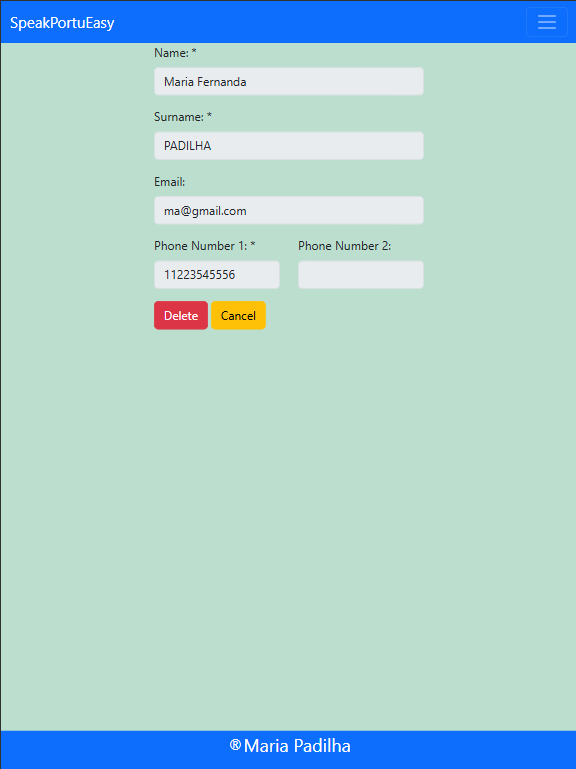 SpeakPortuEasy
Name: *
Maria Fernanda
Surname: *
PADILHA
Email:
ma@gmail.com
Phone Number 1: * Phone Number 2:
11223545556
Delete Cancel
®Maria Padilha